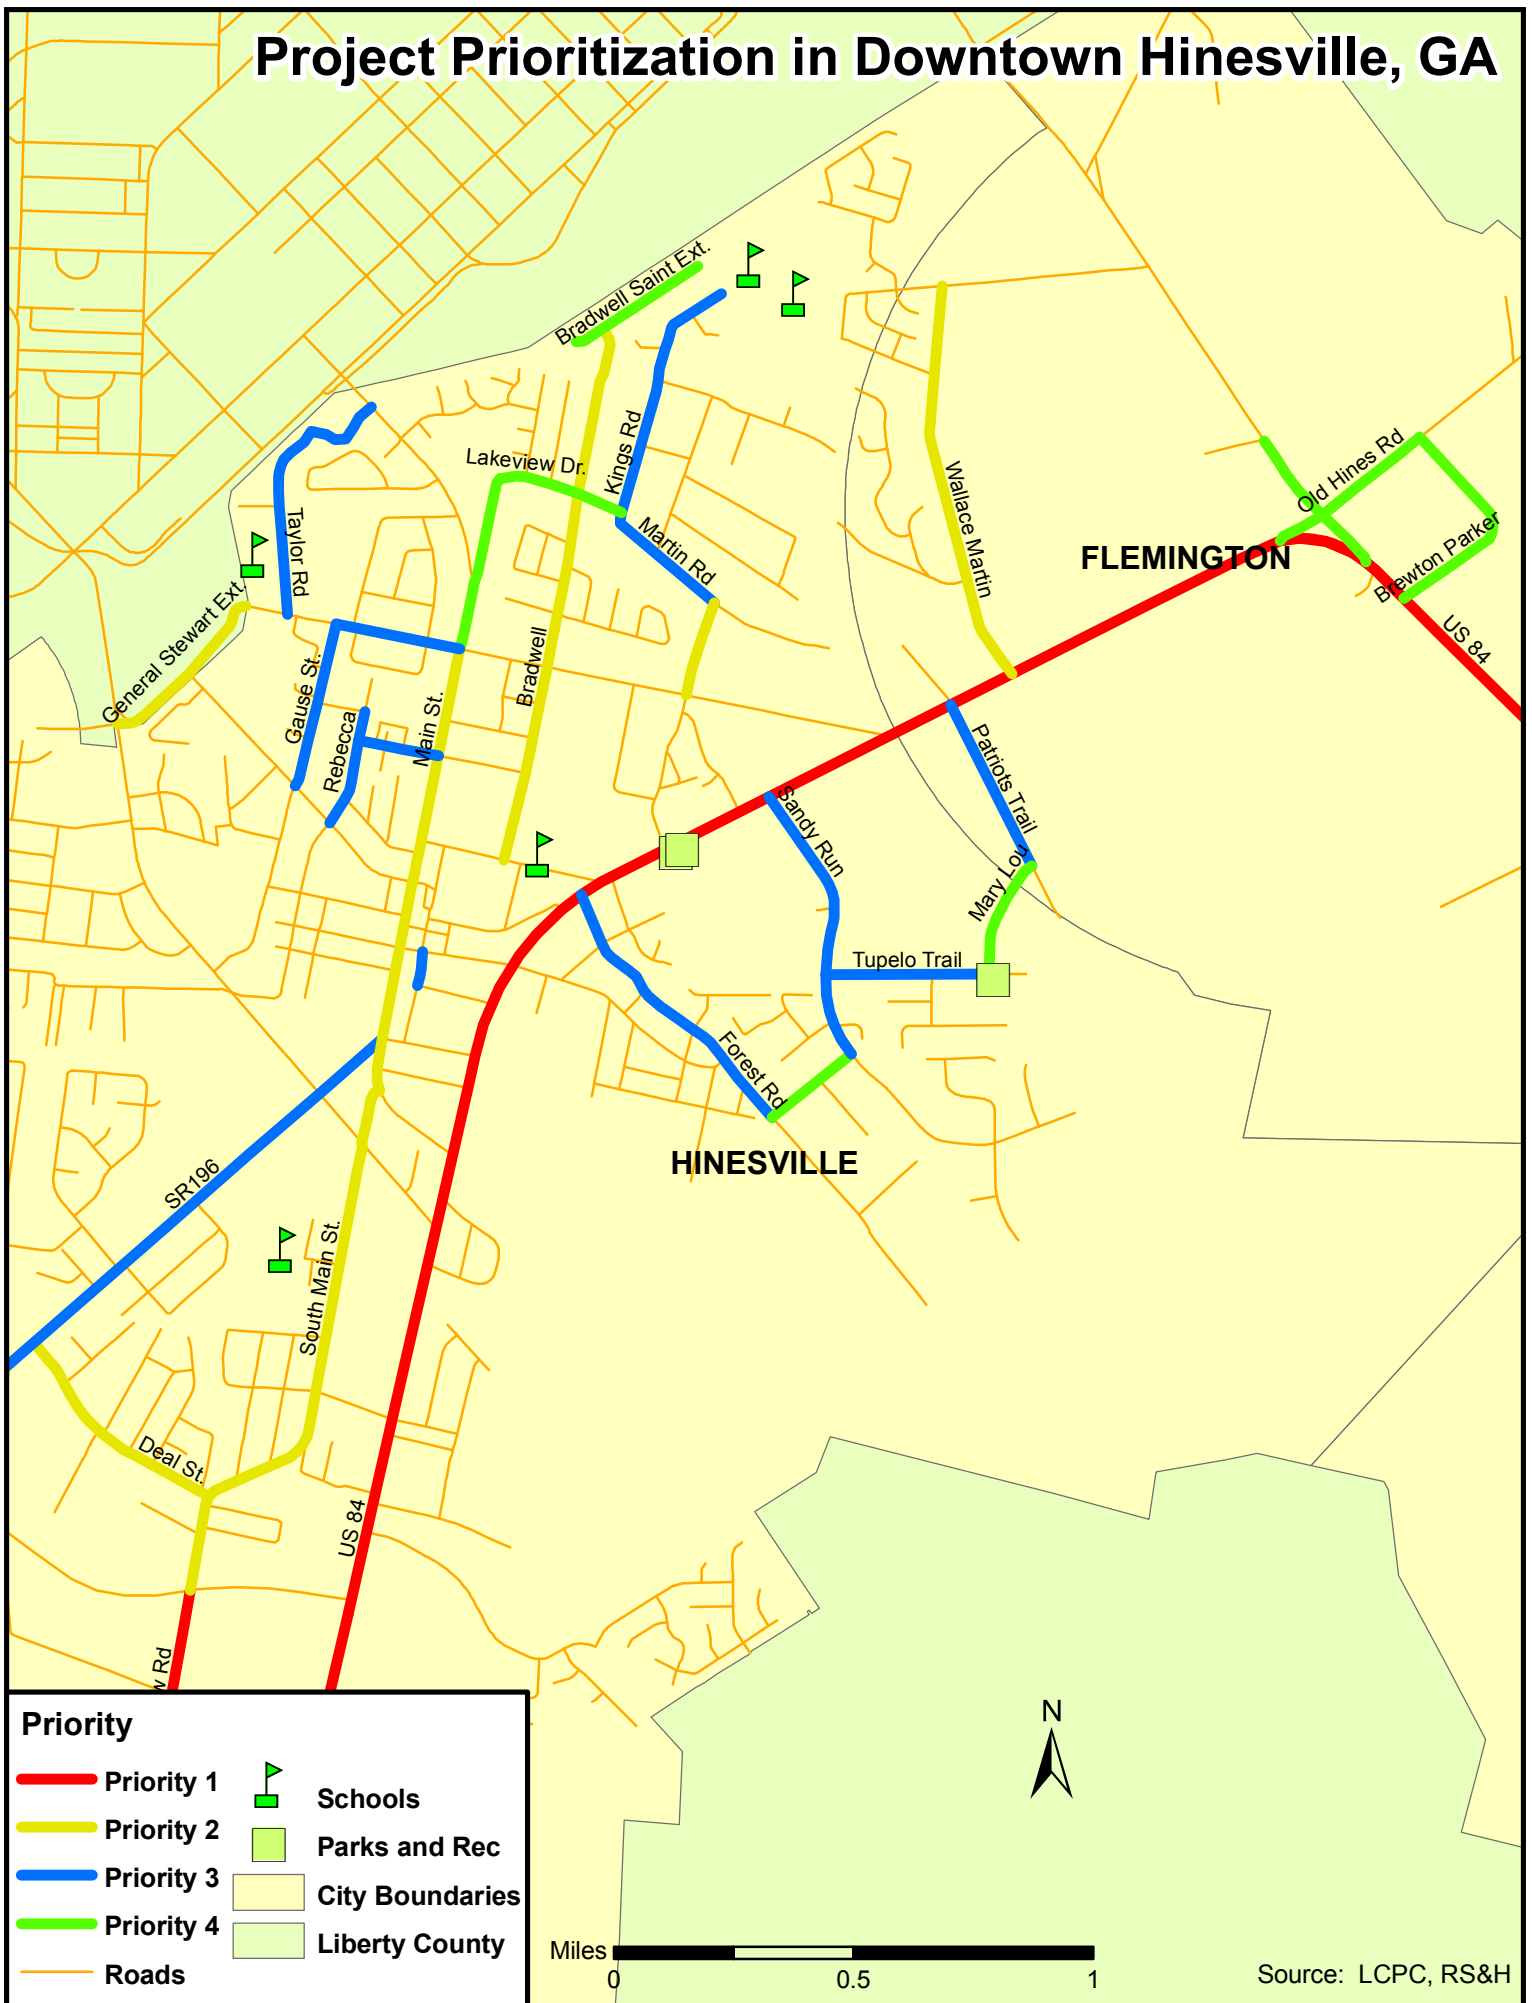 Project Prioritization in Downtown Hinesville, GA
Bradwell Saint Ext.
Lakeview Dr.
Kings Rd
Old Hines Rd
Taylor Rd
Martin Rd
Wallace Martin
FLEMINGTON
Brewton Parker
General Stewart Ext.
US 84
Gause St.
Bradwell
Main St.
Rebecca
Patriots Trail
Sandy Run
Mary Lou
Tupelo Trail
Forest Rd
HINESVILLE
SR196
South Main St.
Deal St.
US 84
w Rd
Priority
Priority 1
Priority 2
Priority 3
Priority 4
Roads
Schools
Parks and Rec
City Boundaries
Liberty County
N
Miles
0 0.5 1
Source: LCPC, RS&H